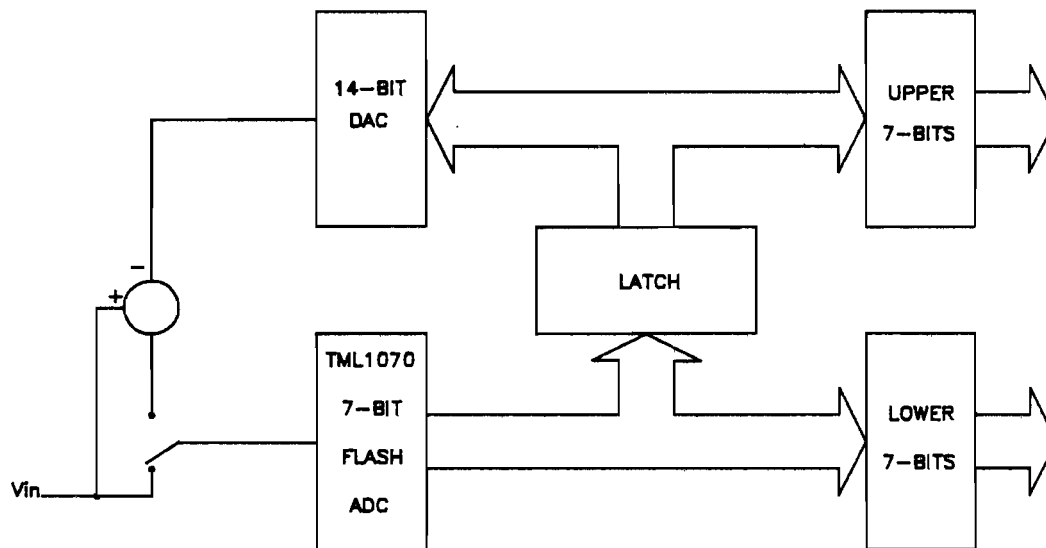 14-BIT
DAC
UPPER
7-BITS
-
+
LATCH
TML1070
7-BIT
FLASH
ADC
LOWER
7-BITS
Vin